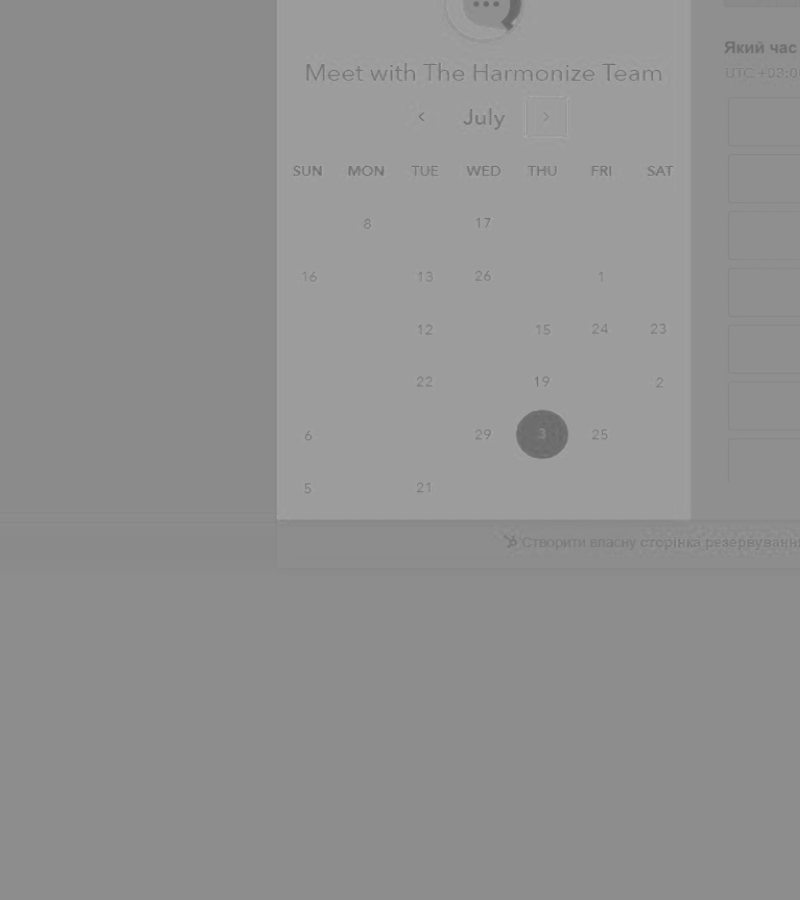 Який час
Meet with The Harmonize Team
UTC +03:0
July
SUN MON TUE WED THU FRI SAT
8 17
16 13 26 1
12 15 24 23
22 19 2
6 29 3 25
5 21
Створити власну сторінка резервування